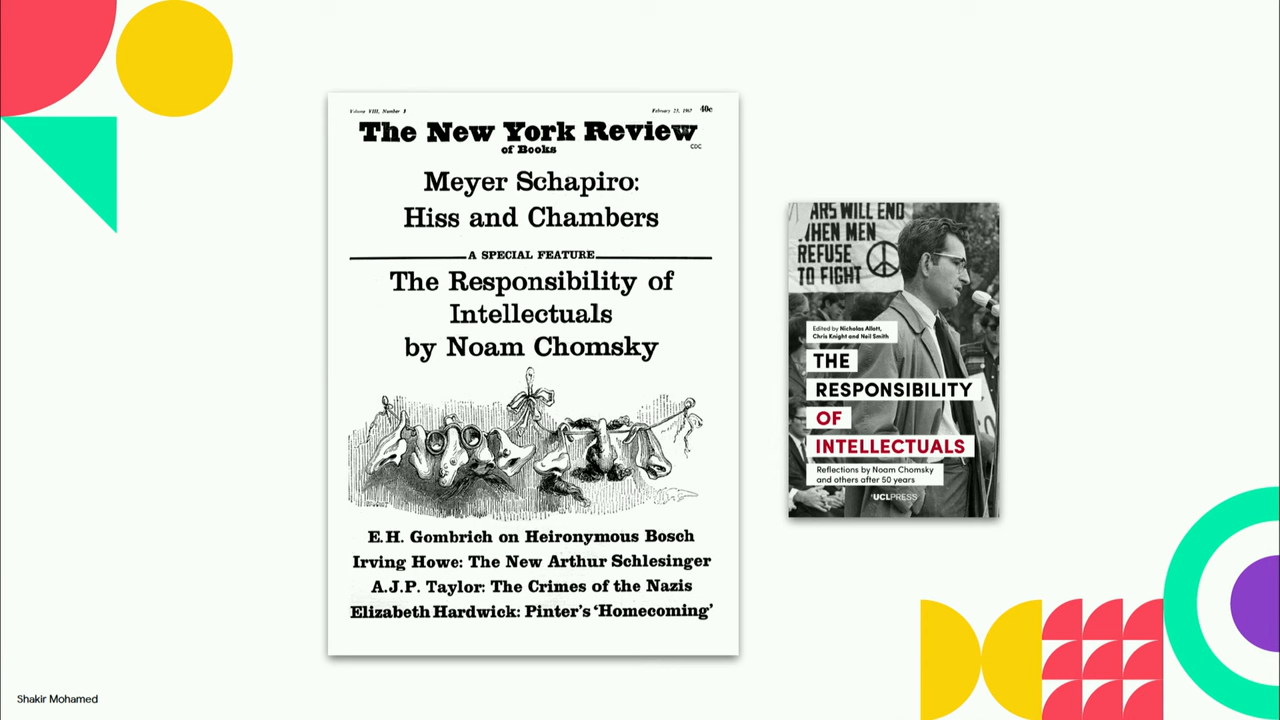 Volume VIII, Number 3
February 23, 1967 40c
The New York Review
of Books
CDC
Meyer Schapiro:
Hiss and Chambers
A SPECIAL FEATURE
The Responsibility of
Intellectuals
by Noam Chomsky
E.H. Gombrich on Heironymous Bosch
Irving Howe: The New Arthur Schlesinger
A.J.P. Taylor: The Crimes of the Nazis
Elizabeth Hardwick: Pinter's 'Homecoming'
ARS WILL END
WHEN MEN
REFUSE
TO FIGHT
Edited by Nicholas Allott,
Chris Knight and Neil Smith
THE
RESPONSIBILITY
OF
INTELLECTUALS
Reflections by Noam Chomsky
and others after 50 years
UCLPRESS
Shakir Mohamed